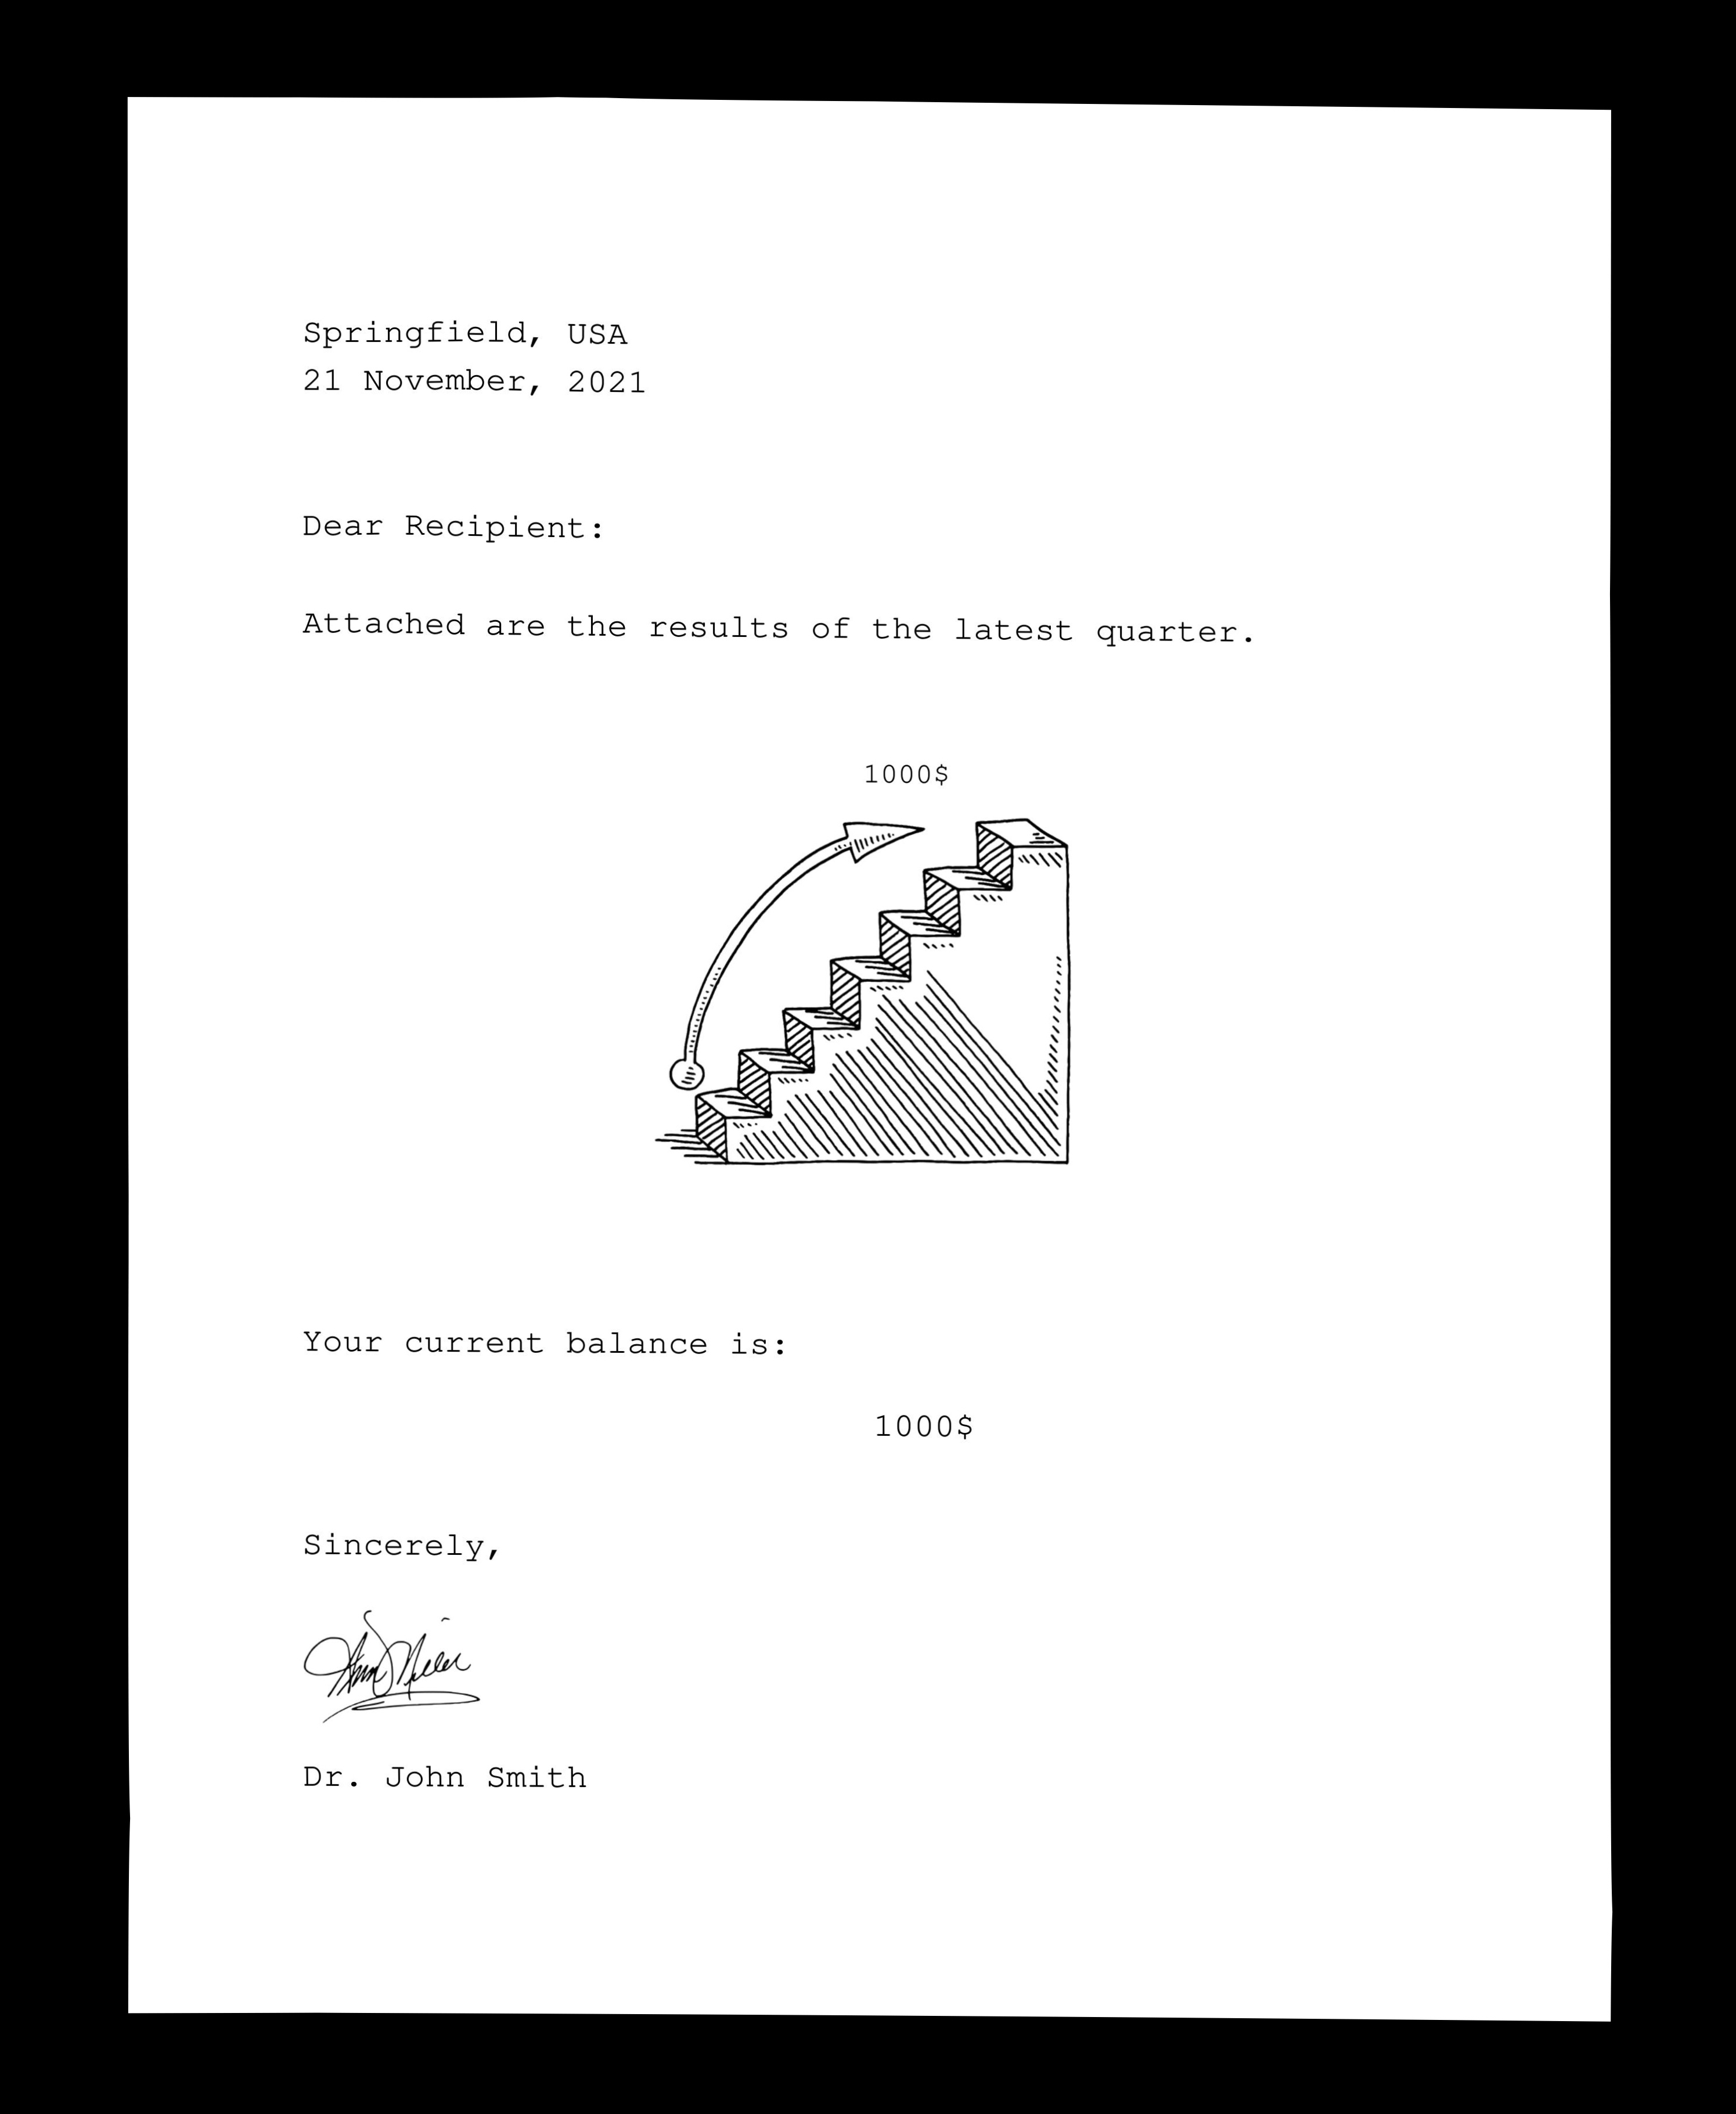 Springfield, USA
21 November, 2021
Dear Recipient:
Attached are the results of the latest quarter.
1000$
Your current balance is:
1000$
Sincerely,
Dr. John Smith